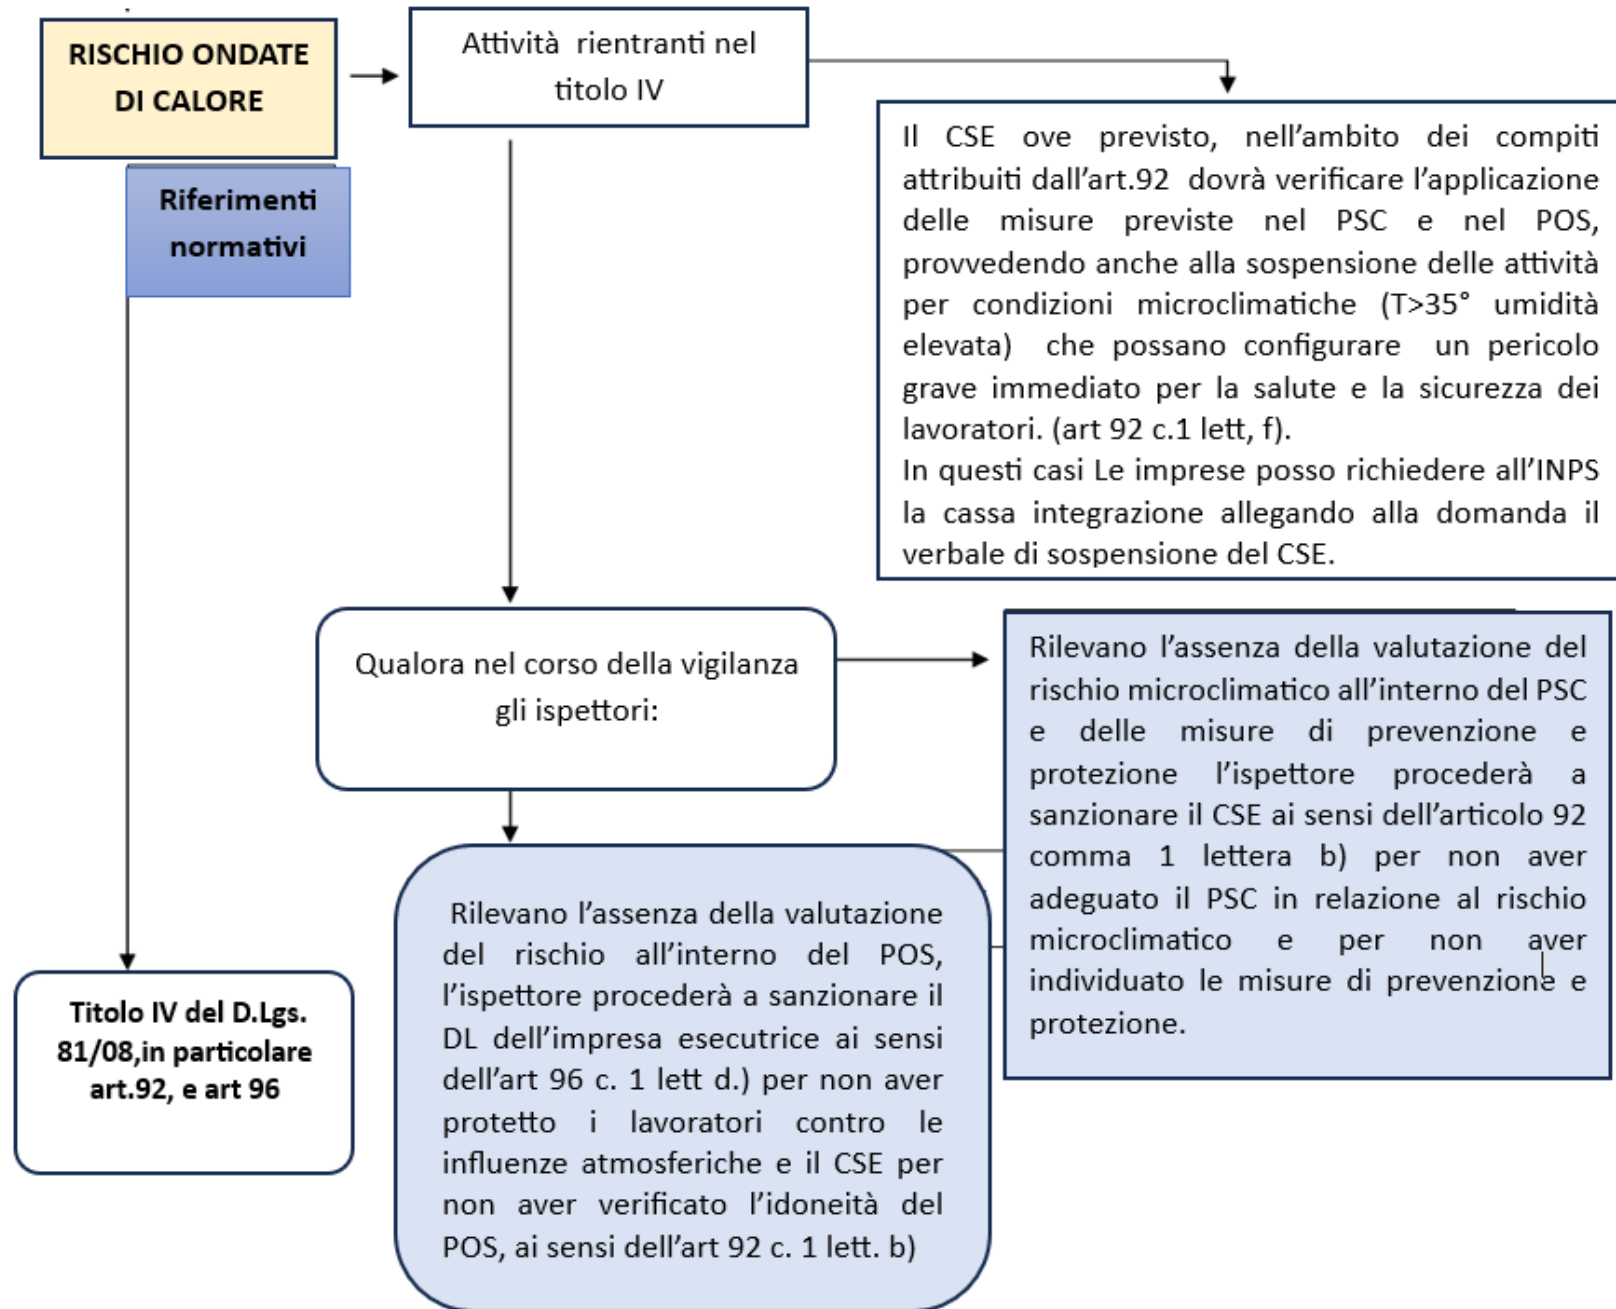 RISCHIO ONDATE
DI CALORE
Attività rientranti nel
titolo IV
Riferimenti
normativi
Il CSE ove previsto, nell’ambito dei compiti
attribuiti dall’art.92 dovrà verificare l’applicazione
delle misure previste nel PSC e nel POS,
provvedendo anche alla sospensione delle attività
per condizioni microclimatiche (T>35° umidità
elevata) che possano configurare un pericolo
grave immediato per la salute e la sicurezza dei
lavoratori. (art 92 c.1 lett, f).
In questi casi Le imprese posso richiedere all’INPS
la cassa integrazione allegando alla domanda il
verbale di sospensione del CSE.
Qualora nel corso della vigilanza
gli ispettori:
Rilevano l’assenza della valutazione del
rischio microclimatico all’interno del PSC
e delle misure di prevenzione e
protezione l’ispettore procederà a
sanzionare il CSE ai sensi dell’articolo 92
comma 1 lettera b) per non aver
adeguato il PSC in relazione al rischio
microclimatico e per non aver
individuato le misure di prevenzione e
protezione.
Rilevano l’assenza della valutazione
del rischio all’interno del POS,
l’ispettore procederà a sanzionare il
DL dell’impresa esecutrice ai sensi
dell’art 96 c. 1 lett d.) per non aver
protetto i lavoratori contro le
influenze atmosferiche e il CSE per
non aver verificato l’idoneità del
POS, ai sensi dell’art 92 c. 1 lett. b)
Titolo IV del D.Lgs.
81/08,in particolare
art.92, e art 96